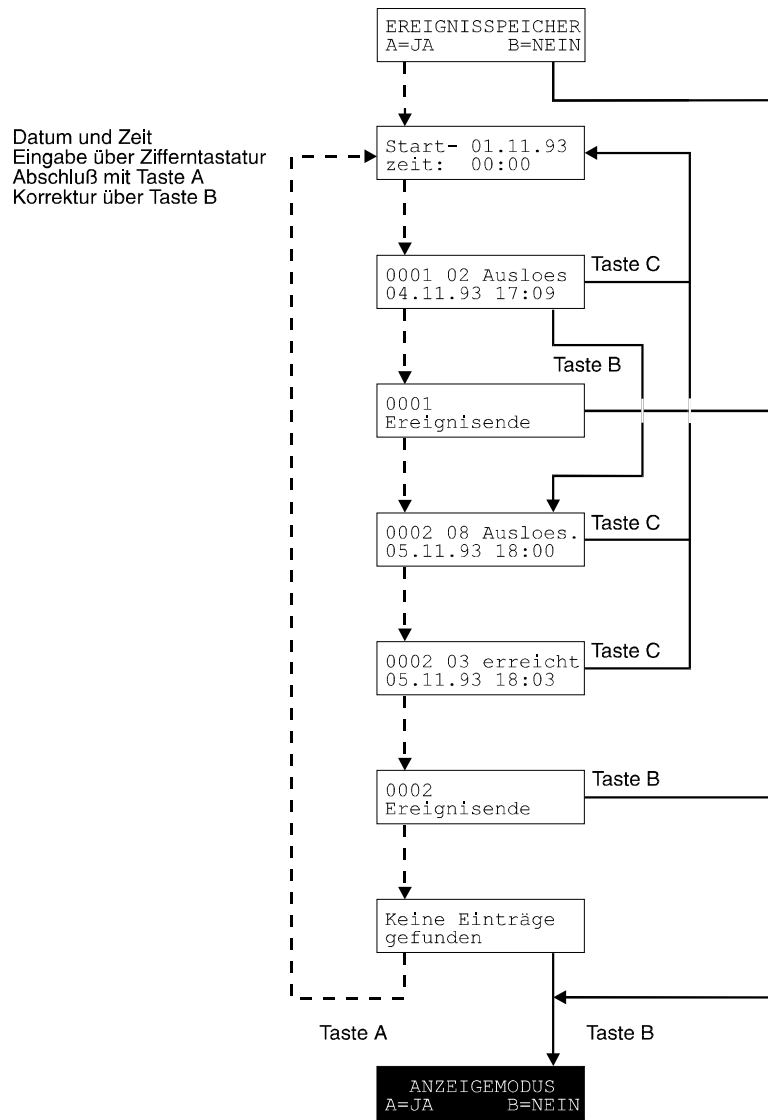 EREIGNISSPEICHER
A=JA B=NEIN
Datum und Zeit
Eingabe über Zifferntastatur
Abschluß mit Taste A
Korrektur über Taste B
Start- 01.11.93
zeit: 00:00
0001 02 Ausloes
04.11.93 17:09
Taste C
Taste B
0001
Ereignisende
0002 08 Ausloes.
05.11.93 18:00
Taste C
0002 03 erreicht
05.11.93 18:03
Taste C
0002
Ereignisende
Taste B
Keine Einträge
gefunden
Taste A
Taste B
ANZEIGEMODUS
A=JA B=NEIN